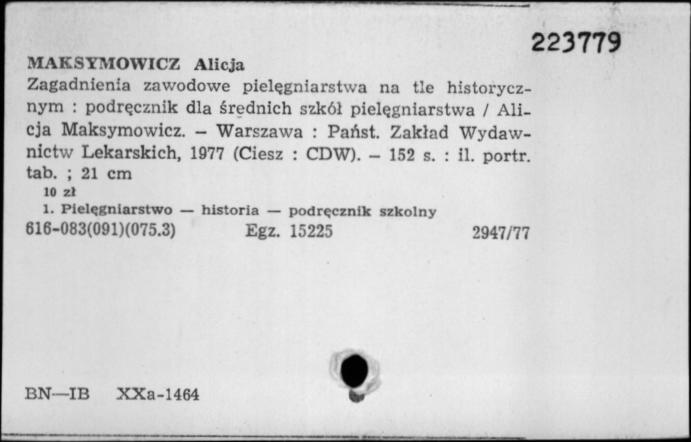 223779
MAKSYMOWICZ Alicja
Zagadnienia zawodowe pielęgniarstwa na tle historycz-
nym : podręcznik dla średnich szkół pielęgniarstwa / Ali-
cja Maksymowicz. – Warszawa : Państ. Zakład Wydaw-
nictw Lekarskich, 1977 (Ciesz : CDW). – 152 s. : il. portr.
tab. ; 21 cm
10 zł
1. Pielęgniarstwo — historia — podręcznik szkolny
616-083(091)(075.3) Egz. 15225 2947/77
BN—IB XXa-1464